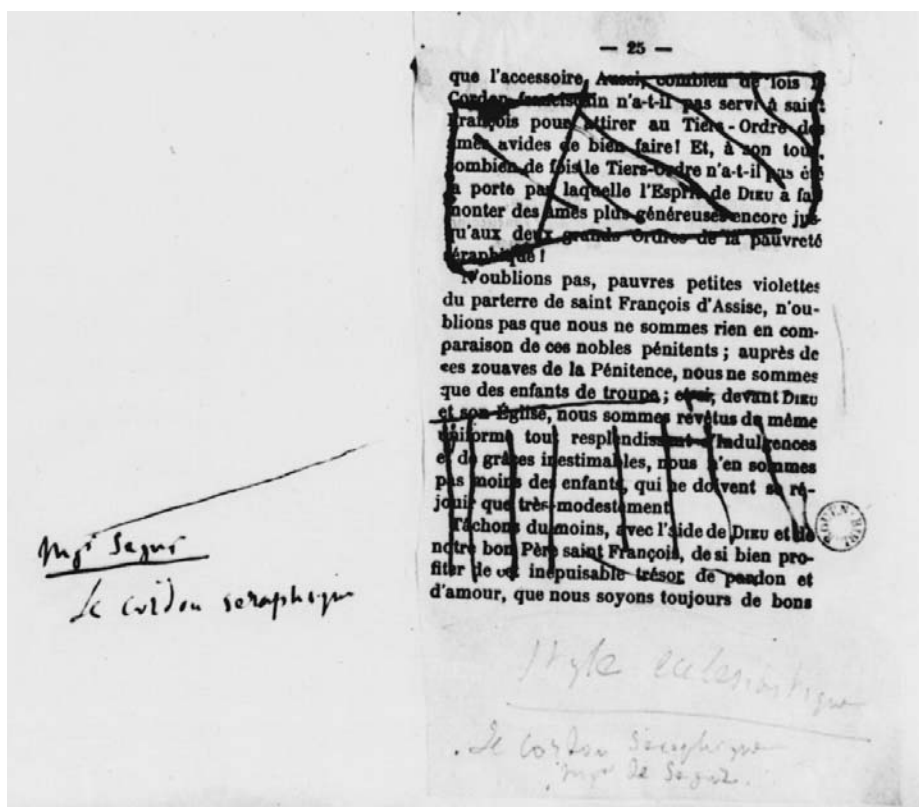 — 25 —
que l'accessoire. Aussi, combien de fois le
Cordon franciscain n'a-t-il pas servi à saint
François pour attirer au Tiers-Ordre des
âmes avides de bien faire! Et, à son tour,
combien de fois le Tiers-Ordre n'a-t-il pas été
la porte par laquelle l'Esprit de DIEU a fait
monter des âmes plus généreuses encore jus-
qu'aux deux grands Ordres de la pauvreté
séraphique!
N'oublions pas, pauvres petites violettes
du parterre de saint François d'Assise, n'ou-
blions pas que nous ne sommes rien en com-
paraison de ces nobles pénitents; auprès de
ces zouaves de la Pénitence, nous ne sommes
que des enfants de troupe; et si, devant DIEU
et son Église, nous sommes revêtus du même
uniforme tout resplendissant d'Indulgences
et de grâces inestimables, nous n'en sommes
pas moins des enfants, qui ne doivent se ré-
jouir que très-modestement.
Tâchons du moins, avec l'aide de DIEU et de
notre bon Père saint François, de si bien pro-
fiter de cet inépuisable trésor de pardon et
d'amour, que nous soyons toujours de bons
Mgr Segur
Le cordon seraphique
Style ecclesiastique
Le cordon seraphique
Mgr de Segur.